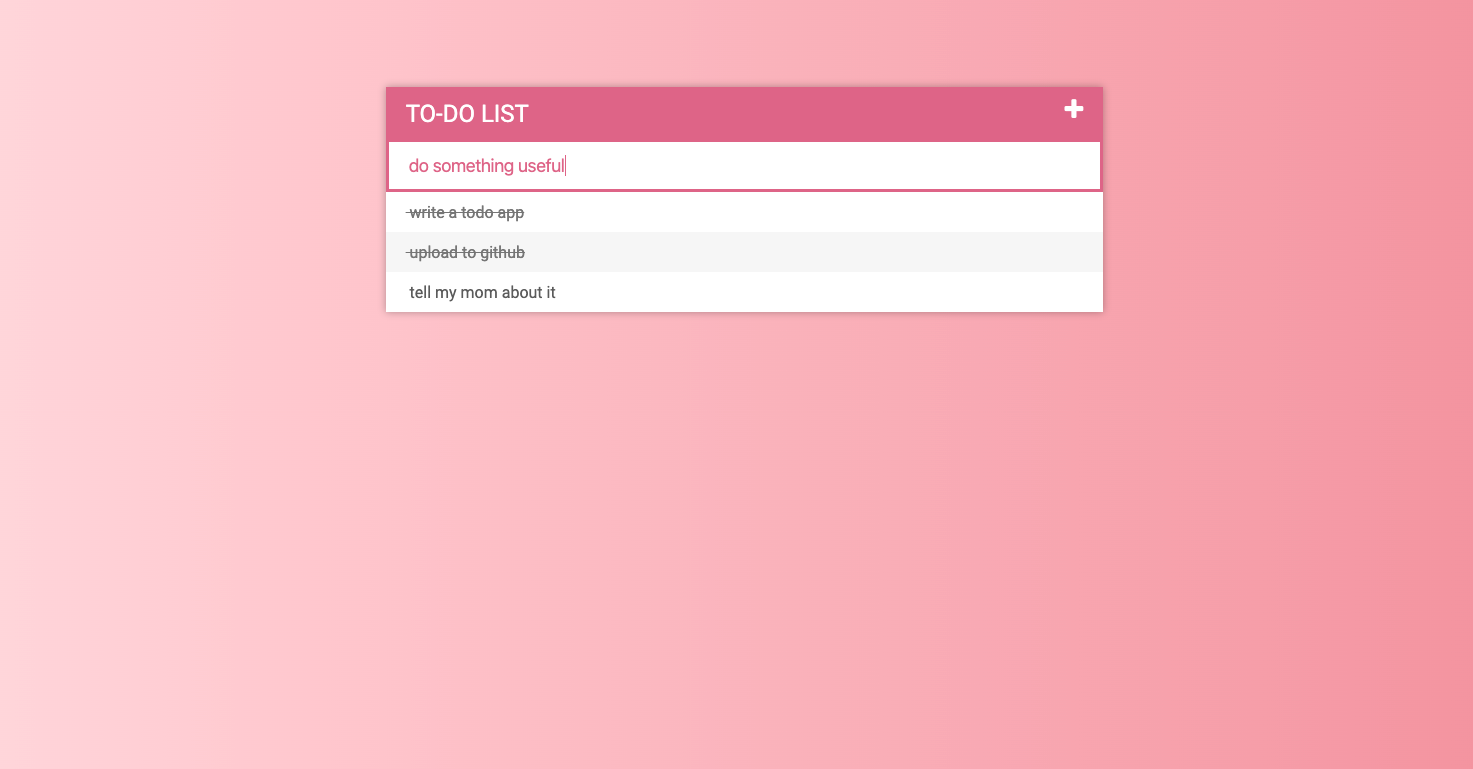 TO-DO LIST
do something useful
write a todo app
upload to github
tell my mom about it